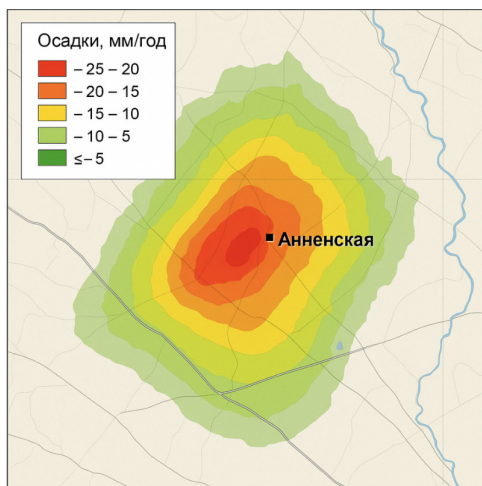 Осадки, мм/год
– 25 – 20
– 20 – 15
– 15 – 10
– 10 – 5
≤– 5
Анненская